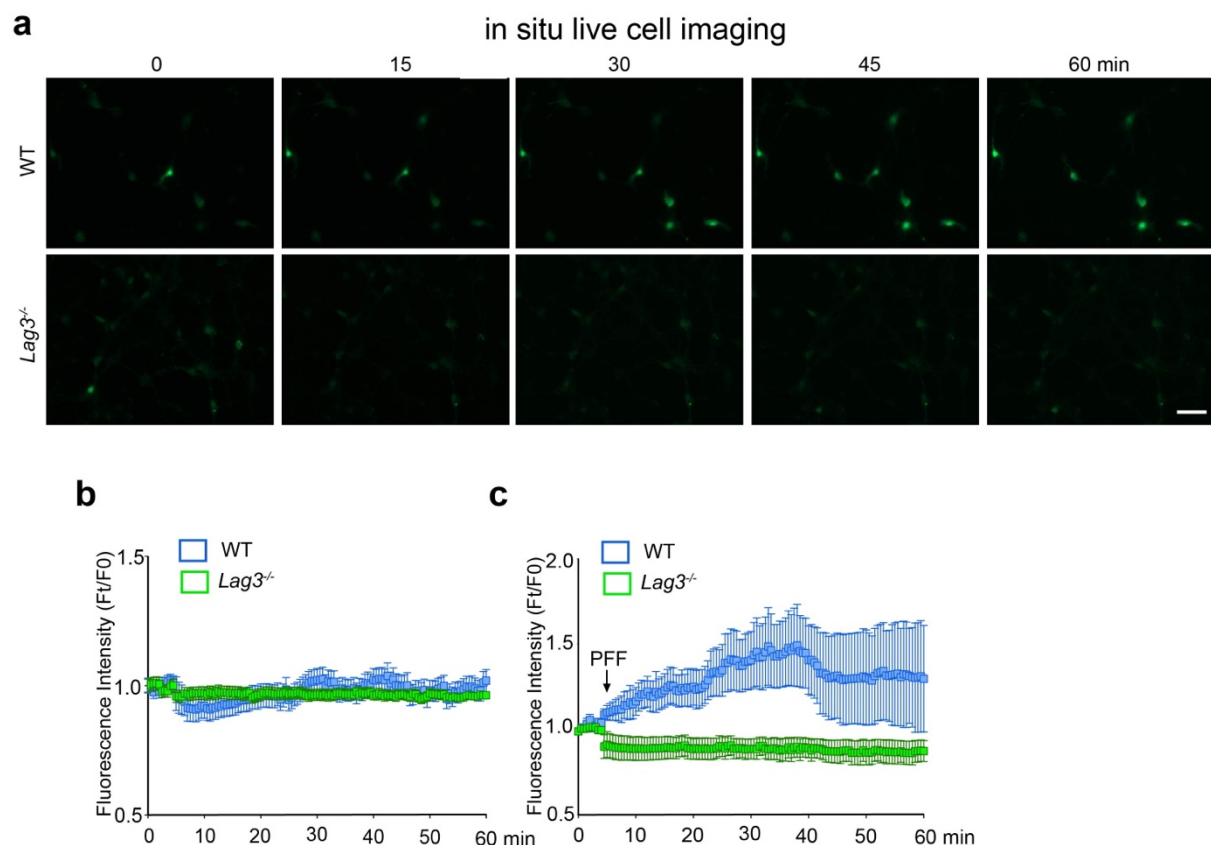 a
in situ live cell imaging
0 15 30 45 60 min
WT
Lag3-/-
b
WT
Lag3-/-
Fluorescence Intensity (Ft/F0)
1.5
1.0
0.5
0 10 20 30 40 50 60 min
c
WT
Lag3-/-
Fluorescence Intensity (Ft/F0)
2.0
1.5
PFF
1.0
0.5
0 10 20 30 40 50 60 min